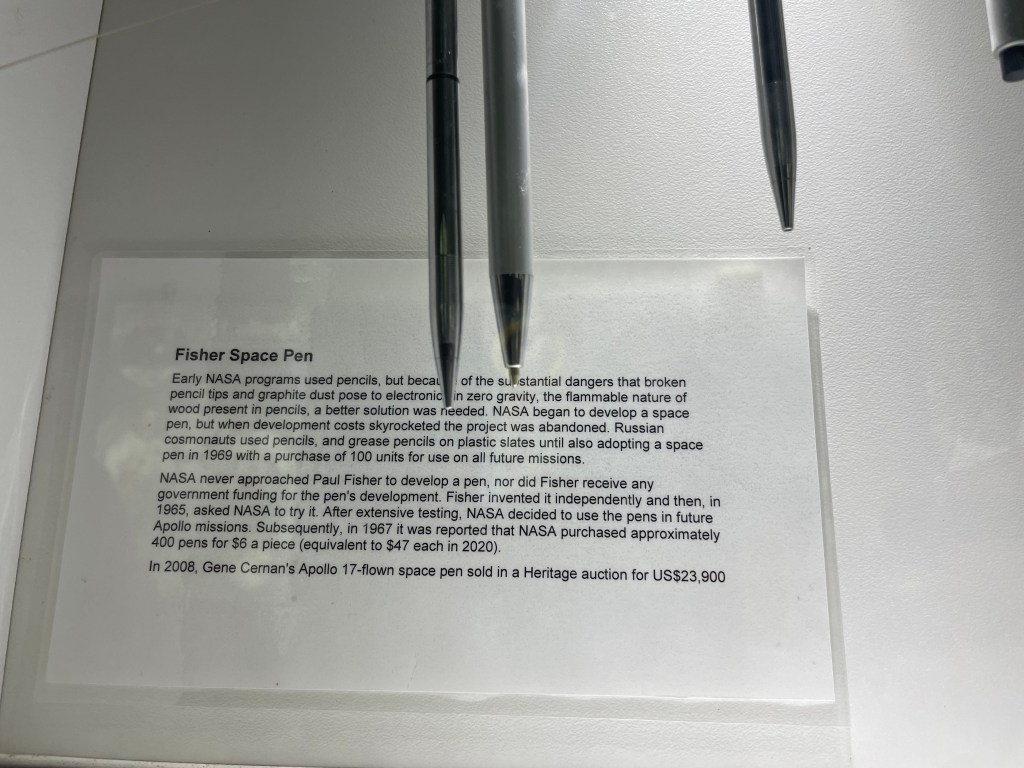 Fisher Space Pen
Early NASA programs used pencils, but because of the substantial dangers that broken
pencil tips and graphite dust pose to electronics in zero gravity, the flammable nature of
wood present in pencils, a better solution was needed. NASA began to develop a space
pen, but when development costs skyrocketed the project was abandoned. Russian
cosmonauts used pencils, and grease pencils on plastic slates until also adopting a space
pen in 1969 with a purchase of 100 units for use on all future missions.
NASA never approached Paul Fisher to develop a pen, nor did Fisher receive any
government funding for the pen's development. Fisher invented it independently and then, in
1965, asked NASA to try it. After extensive testing, NASA decided to use the pens in future
Apollo missions. Subsequently, in 1967 it was reported that NASA purchased approximately
400 pens for $6 a piece (equivalent to $47 each in 2020).
In 2008, Gene Cernan's Apollo 17-flown space pen sold in a Heritage auction for US$23,900